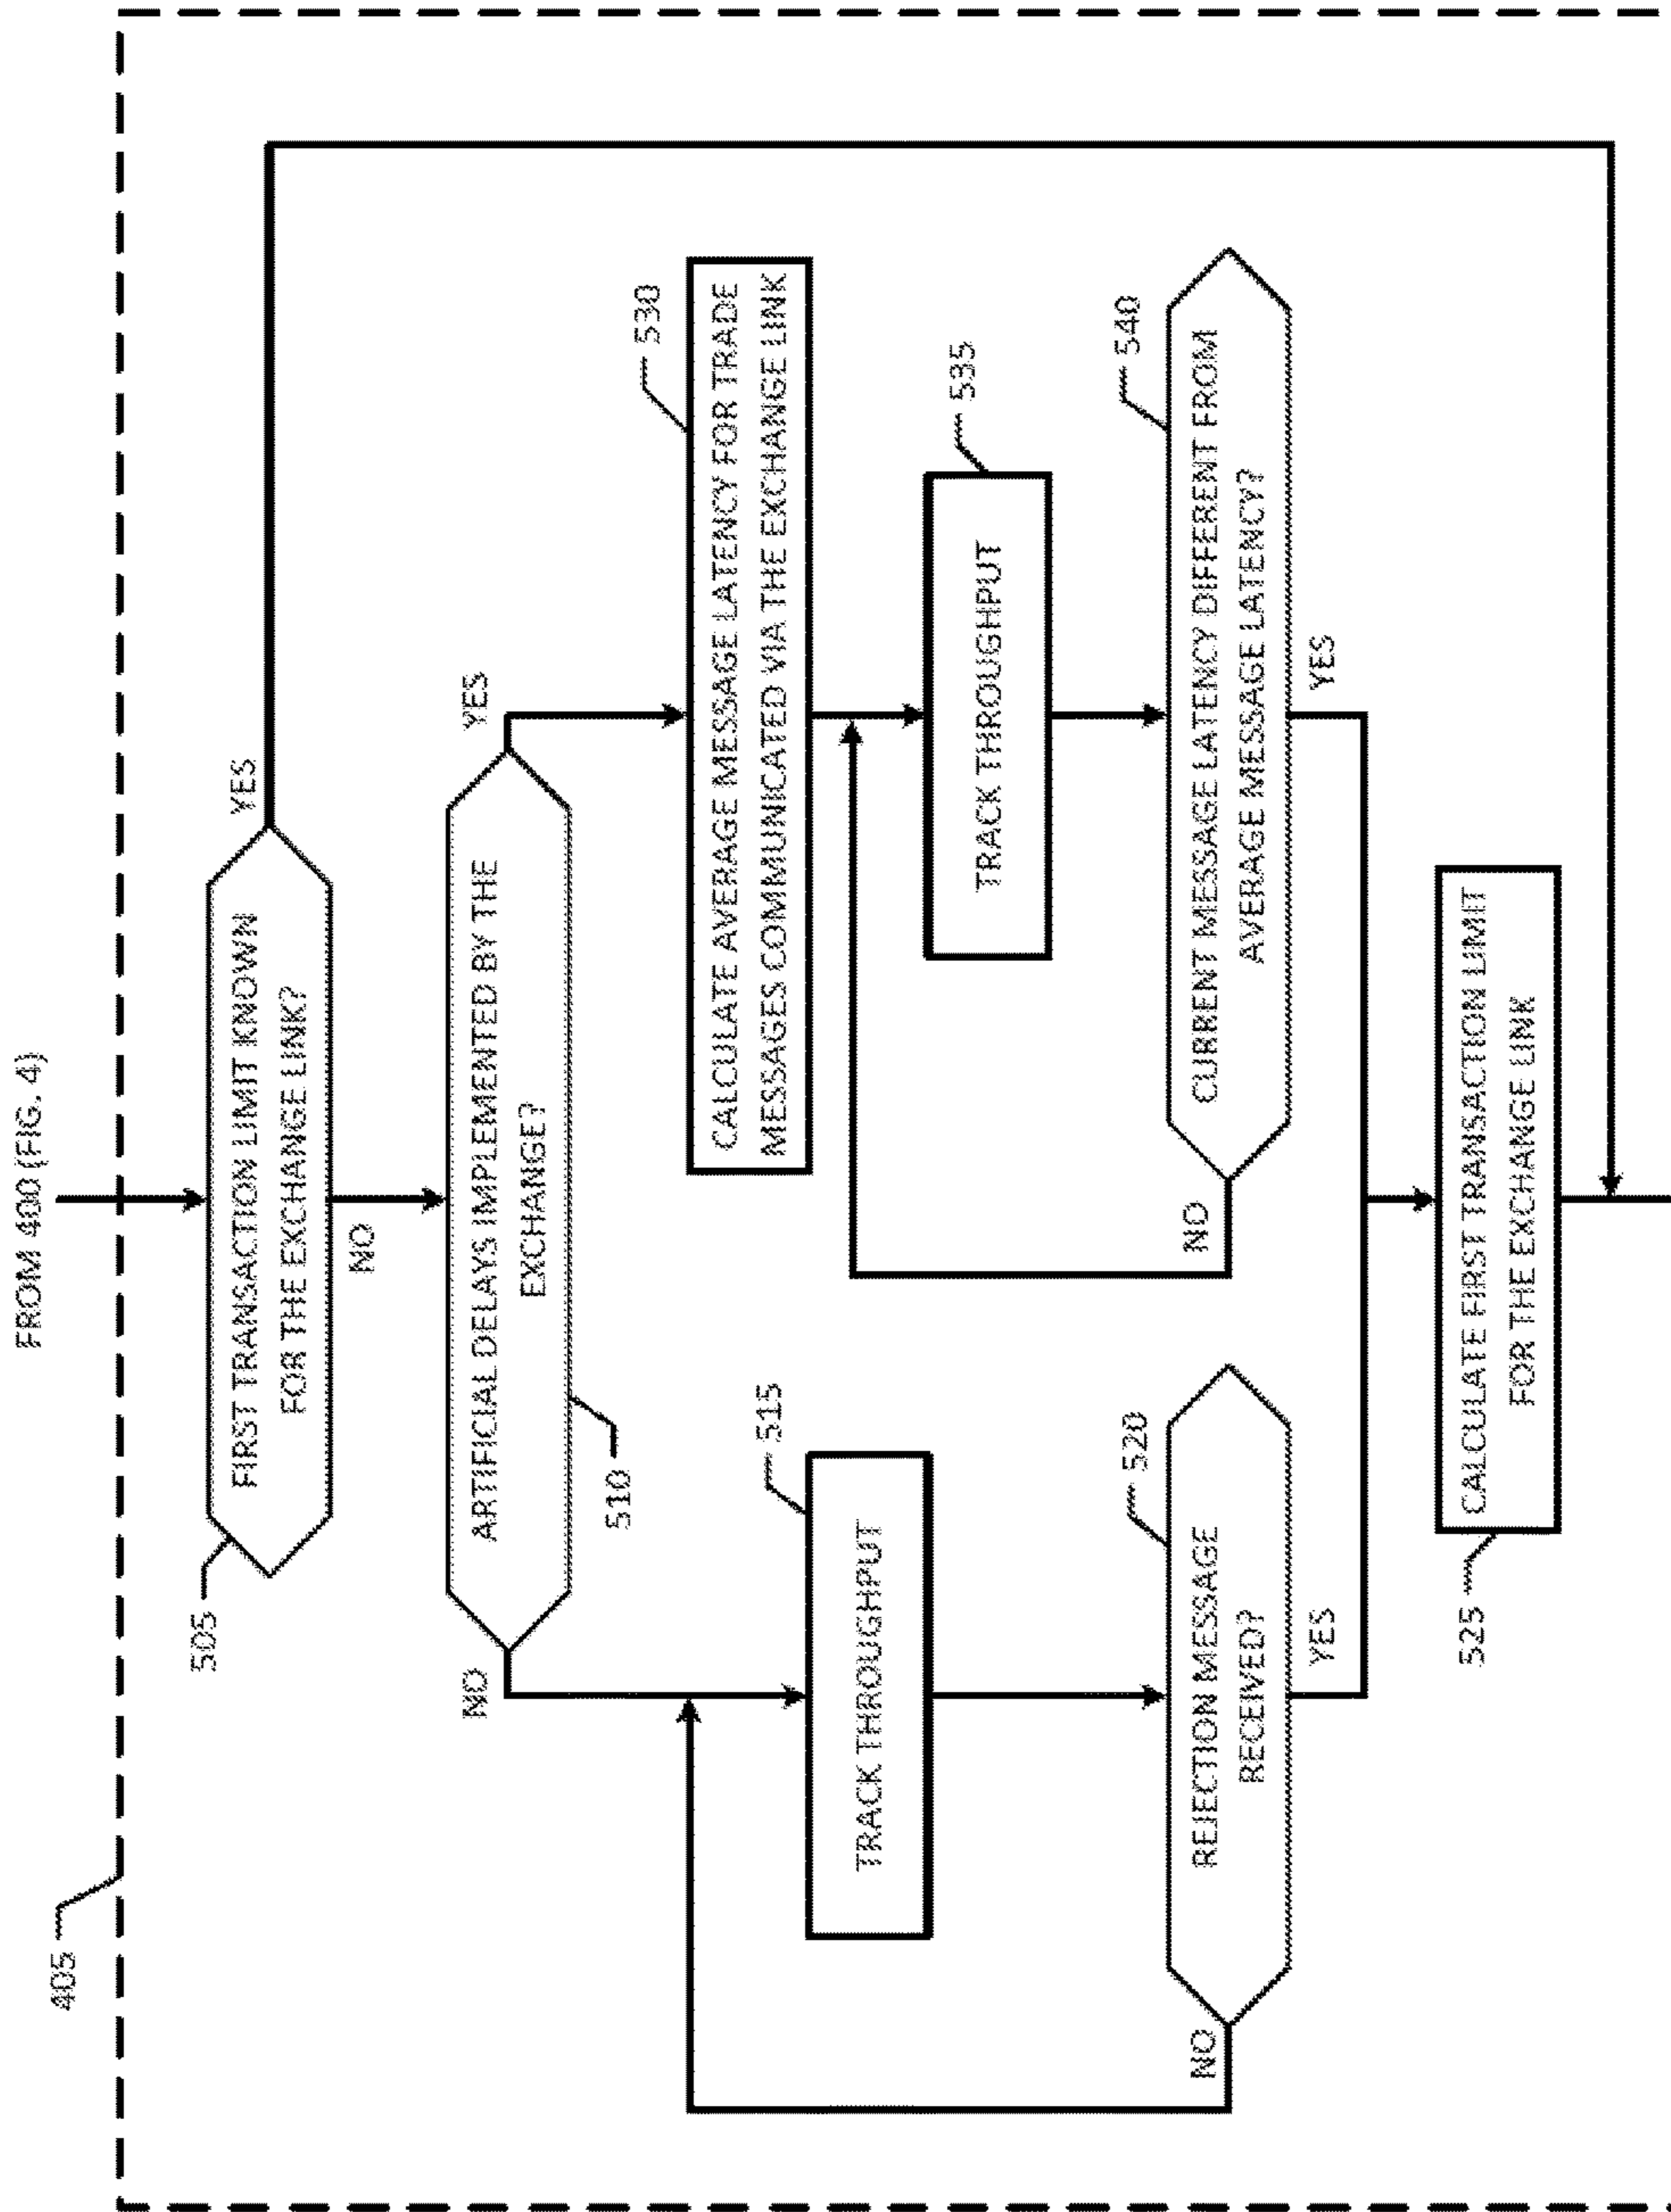 FROM 400 (FIG. 4)
405
505
FIRST TRANSACTION LIMIT KNOWN
FOR THE EXCHANGE LINK?
YES
NO
ARTIFICIAL DELAYS IMPLEMENTED BY THE
EXCHANGE?
510
NO
YES
515
TRACK THROUGHPUT
520
REJECTION MESSAGE
RECEIVED?
NO
YES
530
CALCULATE AVERAGE MESSAGE LATENCY FOR TRADE
MESSAGES COMMUNICATED VIA THE EXCHANGE LINK
535
TRACK THROUGHPUT
540
CURRENT MESSAGE LATENCY DIFFERENT FROM
AVERAGE MESSAGE LATENCY?
NO
YES
525
CALCULATE FIRST TRANSACTION LIMIT
FOR THE EXCHANGE LINK